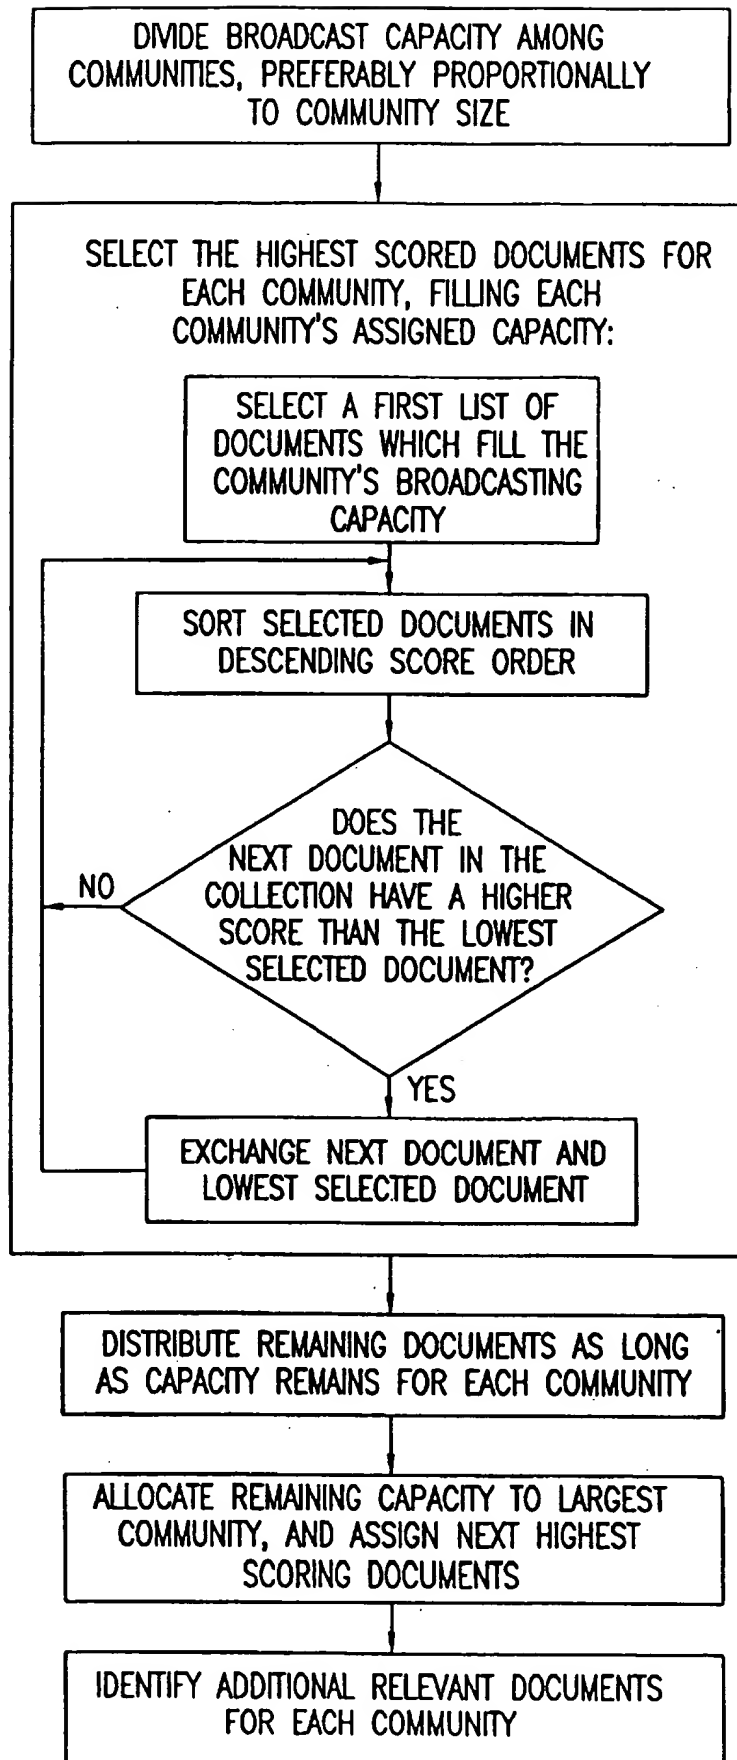 DIVIDE BROADCAST CAPACITY AMONG
COMMUNITIES, PREFERABLY PROPORTIONALLY
TO COMMUNITY SIZE
SELECT THE HIGHEST SCORED DOCUMENTS FOR
EACH COMMUNITY, FILLING EACH
COMMUNITY'S ASSIGNED CAPACITY:
SELECT A FIRST LIST OF
DOCUMENTS WHICH FILL THE
COMMUNITY'S BROADCASTING
CAPACITY
SORT SELECTED DOCUMENTS IN
DESCENDING SCORE ORDER
DOES THE
NEXT DOCUMENT IN THE
COLLECTION HAVE A HIGHER
SCORE THAN THE LOWEST
SELECTED DOCUMENT?
NO
YES
EXCHANGE NEXT DOCUMENT AND
LOWEST SELECTED DOCUMENT
DISTRIBUTE REMAINING DOCUMENTS AS LONG
AS CAPACITY REMAINS FOR EACH COMMUNITY
ALLOCATE REMAINING CAPACITY TO LARGEST
COMMUNITY, AND ASSIGN NEXT HIGHEST
SCORING DOCUMENTS
IDENTIFY ADDITIONAL RELEVANT DOCUMENTS
FOR EACH COMMUNITY